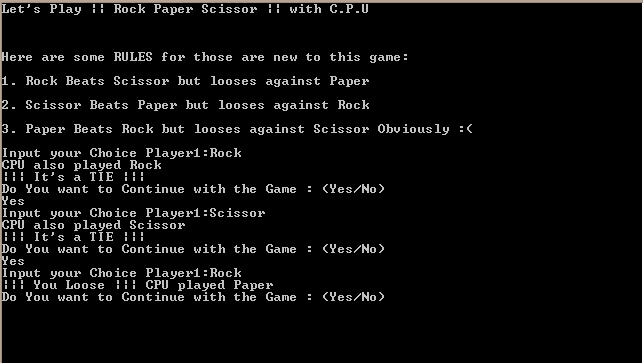 Let's Play ¦¦ Rock Paper Scissor ¦¦ with C.P.U
Here are some RULES for those are new to this game:
1. Rock Beats Scissor but looses against Paper
2. Scissor Beats Paper but looses against Rock
3. Paper Beats Rock but looses against Scissor Obviously :(
Input your Choice Player1:Rock
CPU also played Rock
¦¦¦ It's a TIE ¦¦¦
Do You want to Continue with the Game : (Yes/No)
Yes
Input your Choice Player1:Scissor
CPU also played Scissor
¦¦¦ It's a TIE ¦¦¦
Do You want to Continue with the Game : (Yes/No)
Yes
Input your Choice Player1:Rock
¦¦¦ You Loose ¦¦¦ CPU played Paper
Do You want to Continue with the Game : (Yes/No)